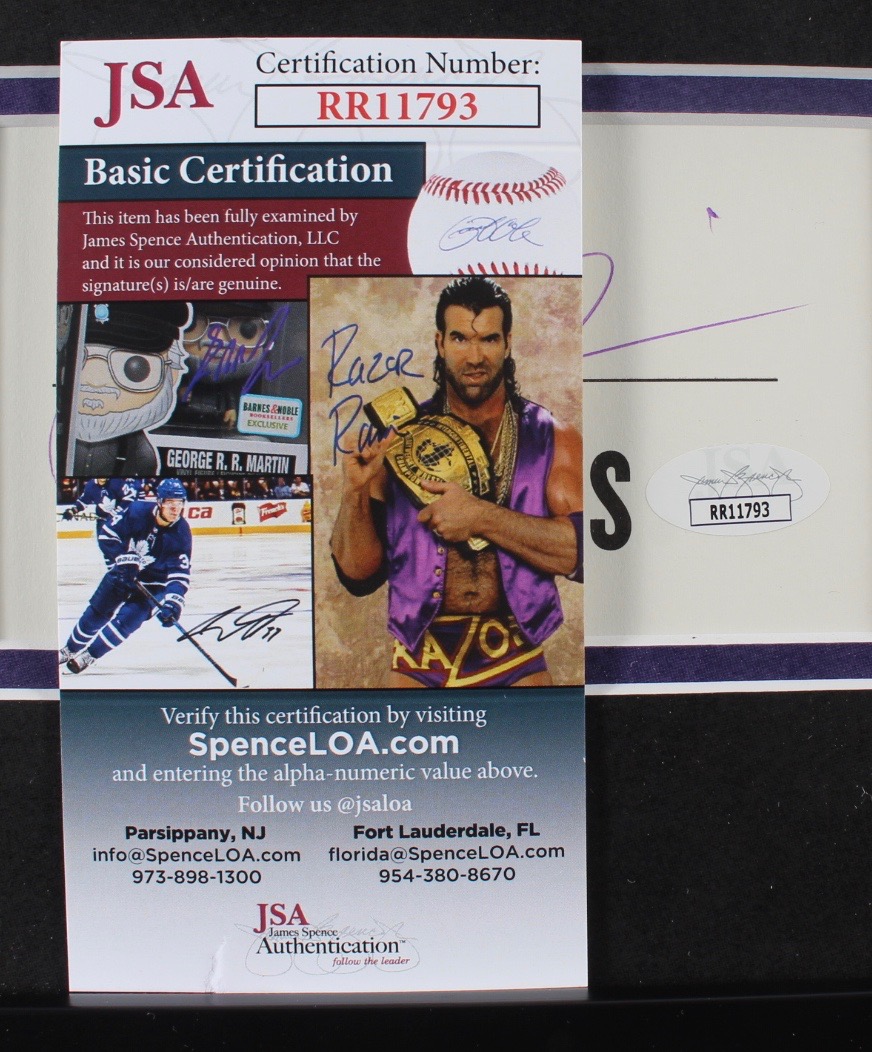 JSA
Certification Number:
RR11793
Basic Certification
This item has been fully examined by
James Spence Authentication, LLC
and it is our considered opinion that the
signature(s) is/are genuine.
BARNES&NOBLE
BOOKSELLERS
EXCLUSIVE
GEORGE R. R. MARTIN
Razor
Ramon
RAZOR
S
JSA
RR11793
Verify this certification by visiting
SpenceLOA.com
and entering the alpha-numeric value above.
Follow us @jsaloa
Parsippany, NJ
info@SpenceLOA.com
973-898-1300
Fort Lauderdale, FL
florida@SpenceLOA.com
954-380-8670
JSA
James Spence
Authentication™
follow the leader